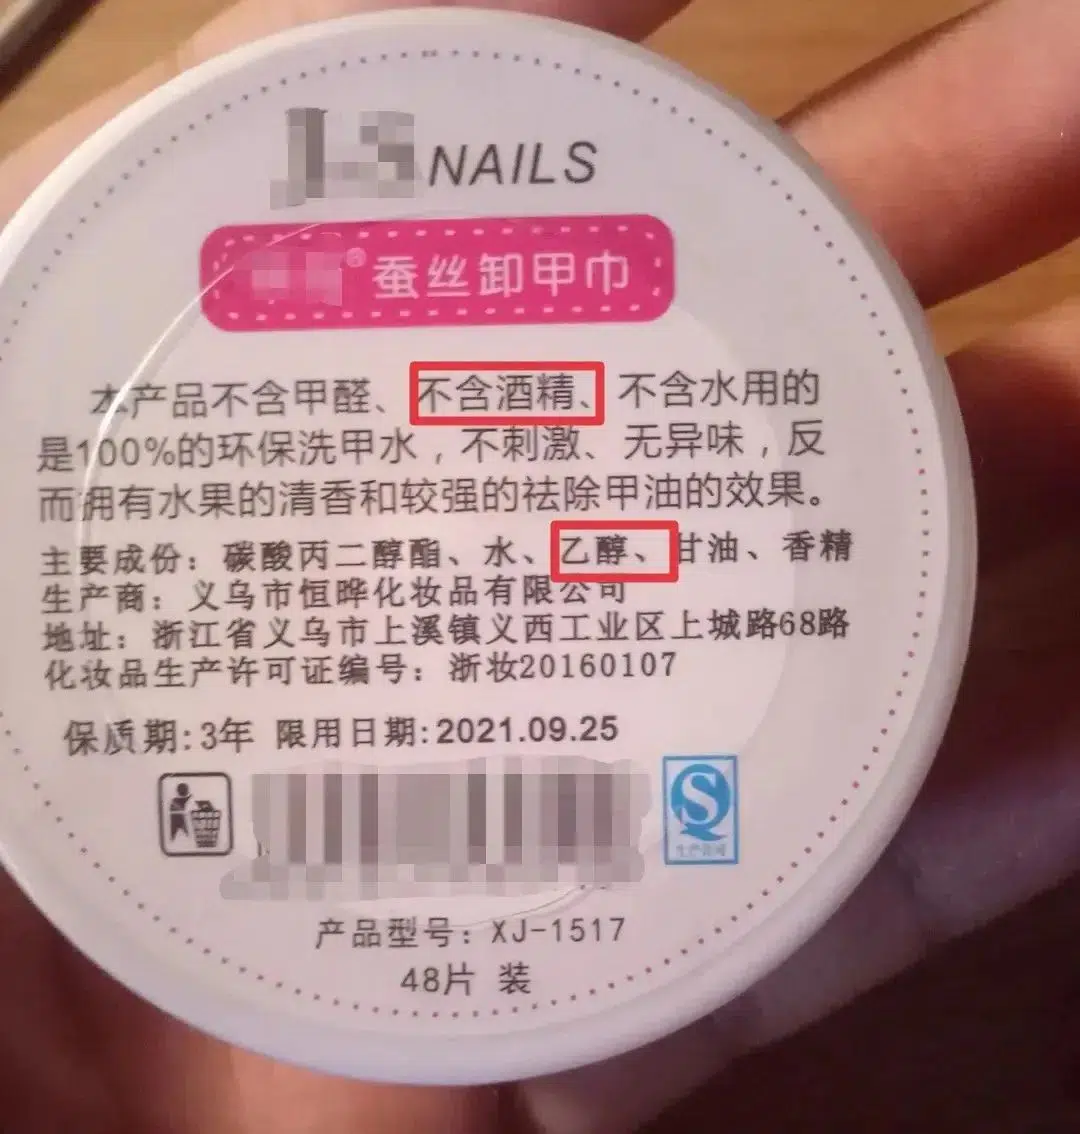 NAILS
® 蚕丝卸甲巾
本产品不含甲醛、不含酒精、不含水用的
是100%的环保洗甲水，不刺激、无异味，反
而拥有水果的清香和较强的祛除甲油的效果。
主要成份：碳酸丙二醇酯、水、乙醇、甘油、香精
生产商：义乌市恒晔化妆品有限公司
地址：浙江省义乌市上溪镇义西工业区上城路68路
化妆品生产许可证编号：浙妆20160107
保质期:3年 限用日期:2021.09.25
生产许可
产品型号：XJ-1517
48片 装